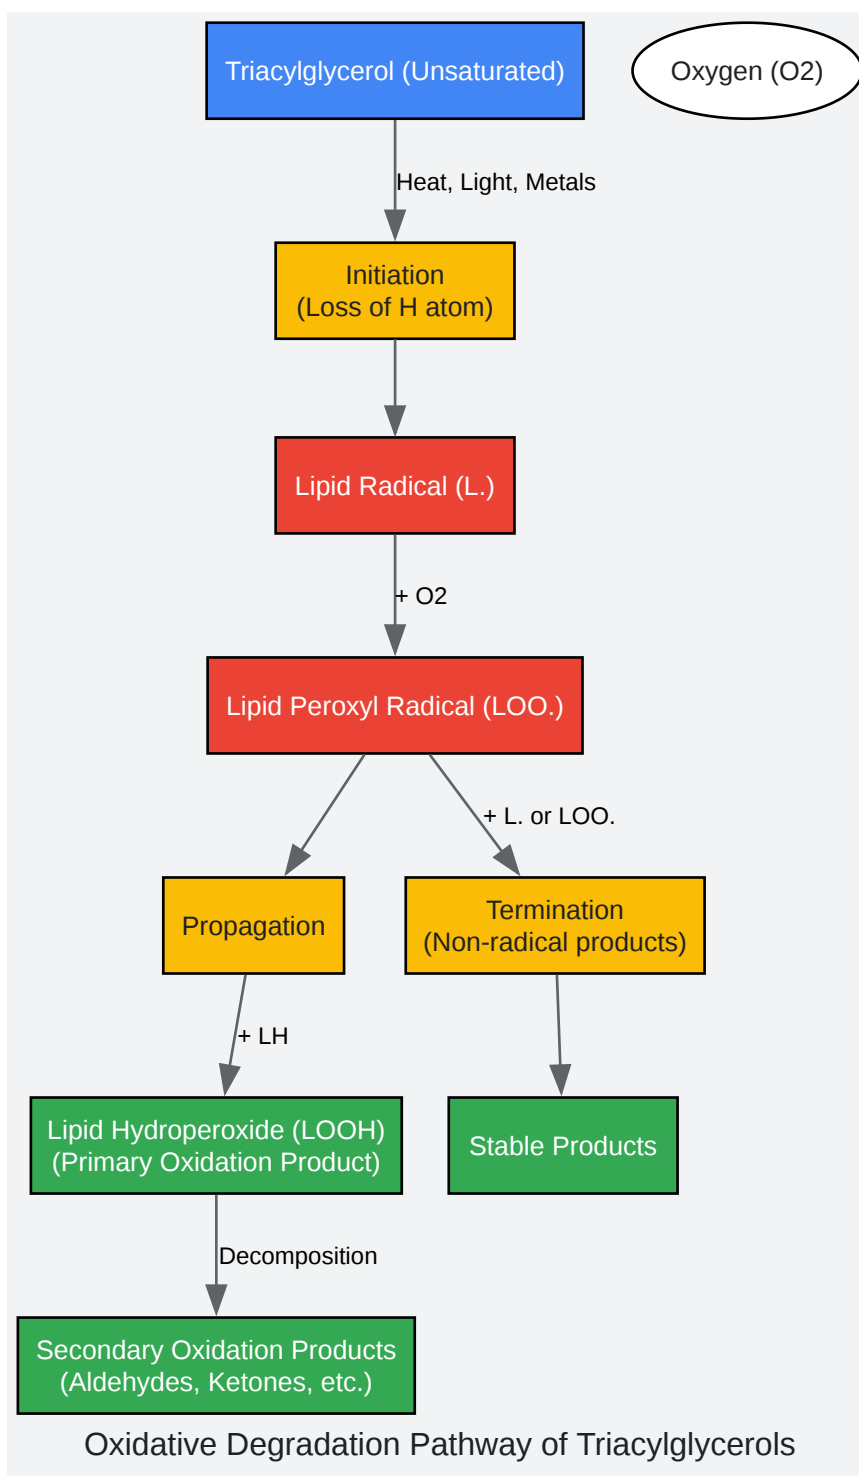 Triacylglycerol (Unsaturated)
Oxygen (O2)
Heat, Light, Metals
Initiation
(Loss of H atom)
Lipid Radical (L.)
+ O2
Lipid Peroxyl Radical (LOO.)
+ L. or LOO.
Propagation
Termination
(Non-radical products)
+ LH
Lipid Hydroperoxide (LOOH)
(Primary Oxidation Product)
Stable Products
Decomposition
Secondary Oxidation Products
(Aldehydes, Ketones, etc.)
Oxidative Degradation Pathway of Triacylglycerols